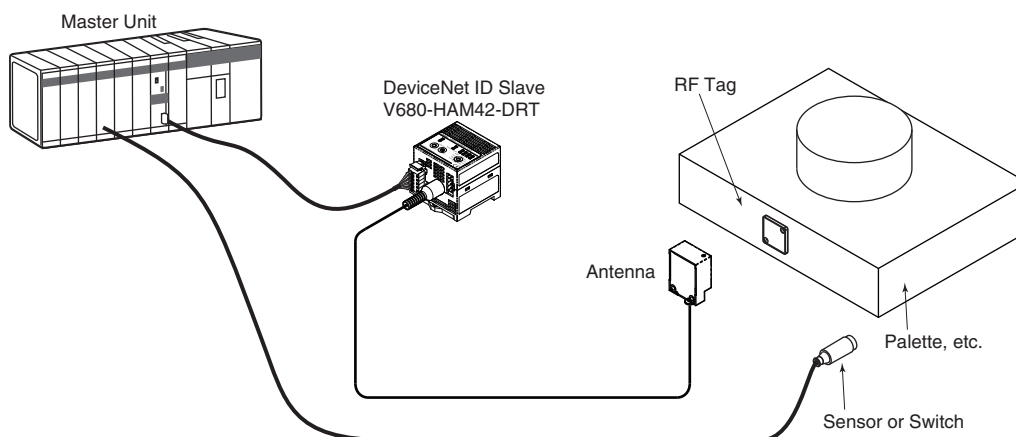 Master Unit
DeviceNet ID Slave
V680-HAM42-DRT
RF Tag
Antenna
Palette, etc.
Sensor or Switch